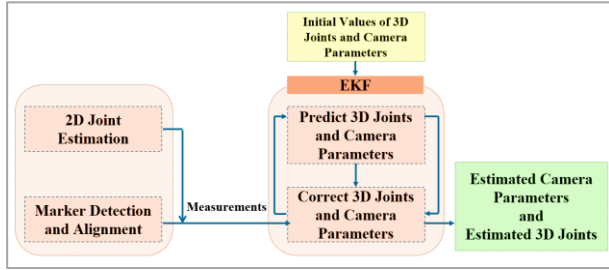 Initial Values of 3D
Joints and Camera
Parameters
EKF
2D Joint
Estimation
Predict 3D Joints
and Camera
Parameters
Marker Detection
and Alignment
Measurements
Correct 3D Joints
and Camera
Parameters
Estimated Camera
Parameters
and
Estimated 3D Joints